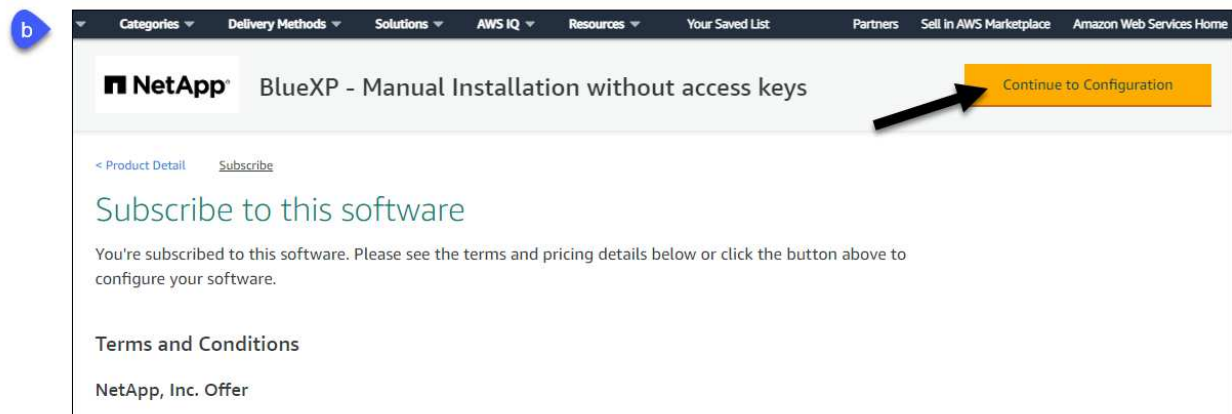 b
Categories Delivery Methods Solutions AWS IQ Resources Your Saved List Partners Sell in AWS Marketplace Amazon Web Services Home
NetApp BlueXP - Manual Installation without access keys Continue to Configuration
< Product Detail Subscribe
Subscribe to this software
You're subscribed to this software. Please see the terms and pricing details below or click the button above to
configure your software.
Terms and Conditions
NetApp, Inc. Offer